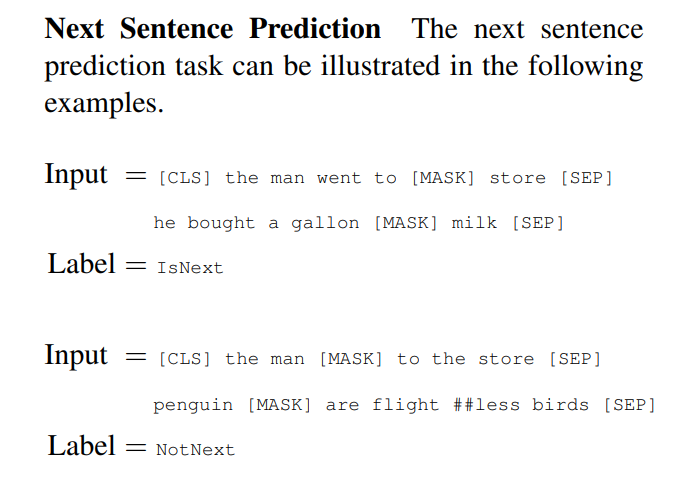 Next Sentence Prediction The next sentence
prediction task can be illustrated in the following
examples.
Input = [CLS] the man went to [MASK] store [SEP]
he bought a gallon [MASK] milk [SEP]
Label = IsNext
Input = [CLS] the man [MASK] to the store [SEP]
penguin [MASK] are flight ##less birds [SEP]
Label = NotNext